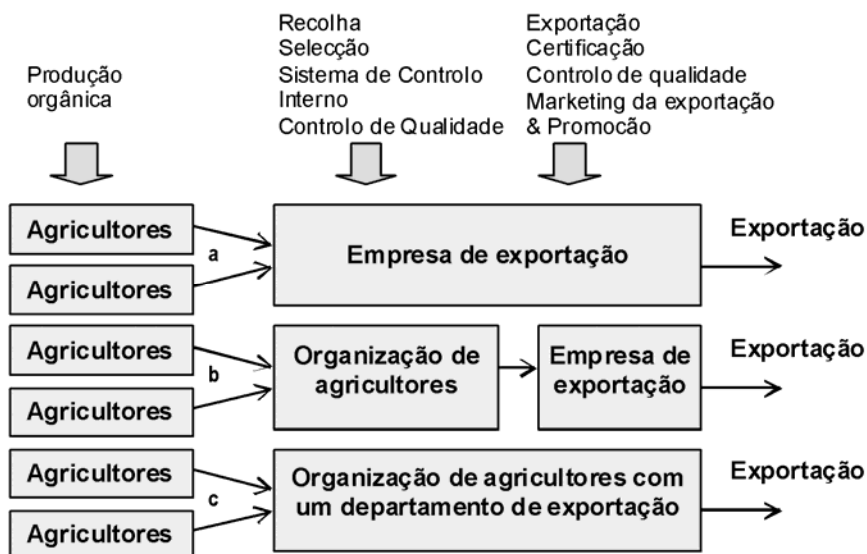 Produção
orgânica
Recolha
Selecção
Sistema de Controlo
Interno
Controlo de Qualidade
Exportação
Certificação
Controlo de qualidade
Marketing da exportação
& Promocão
Agricultores
Agricultores
a
Empresa de exportação
Exportação
Agricultores
Agricultores
b
Organização de
agricultores
Empresa de
exportação
Exportação
Agricultores
Agricultores
c
Organização de agricultores com
um departamento de exportação
Exportação